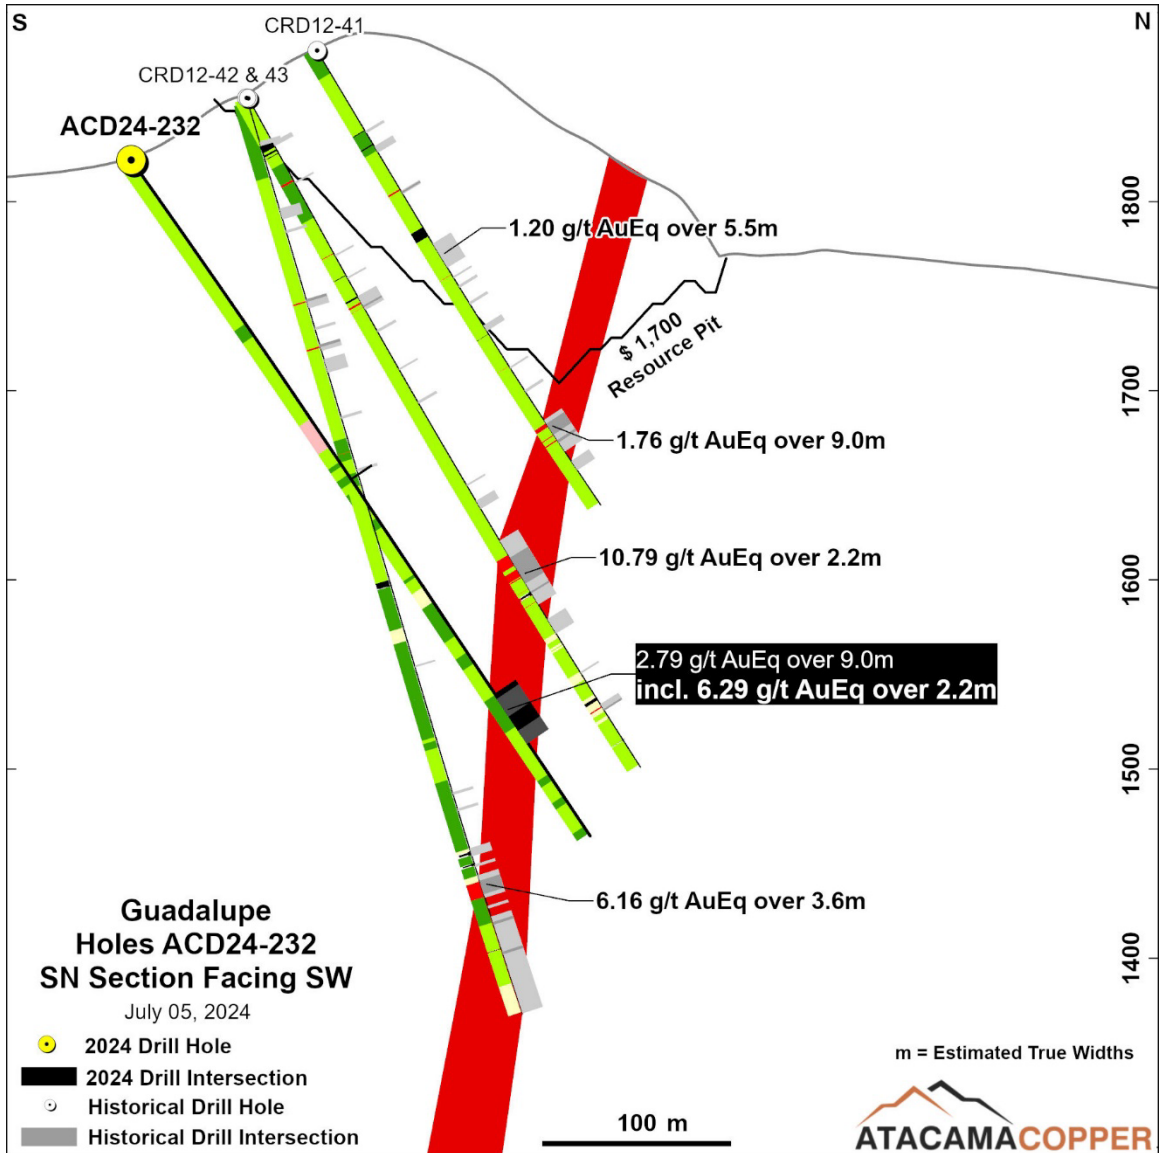 S
N
CRD12-41
CRD12-42 & 43
ACD24-232
1800
1.20 g/t AuEq over 5.5m
$ 1,700
Resource Pit
1700
1.76 g/t AuEq over 9.0m
10.79 g/t AuEq over 2.2m
1600
2.79 g/t AuEq over 9.0m
incl. 6.29 g/t AuEq over 2.2m
1500
6.16 g/t AuEq over 3.6m
1400
Guadalupe
Holes ACD24-232
SN Section Facing SW
July 05, 2024
2024 Drill Hole
2024 Drill Intersection
Historical Drill Hole
Historical Drill Intersection
100 m
m = Estimated True Widths
ATACAMACOPPER